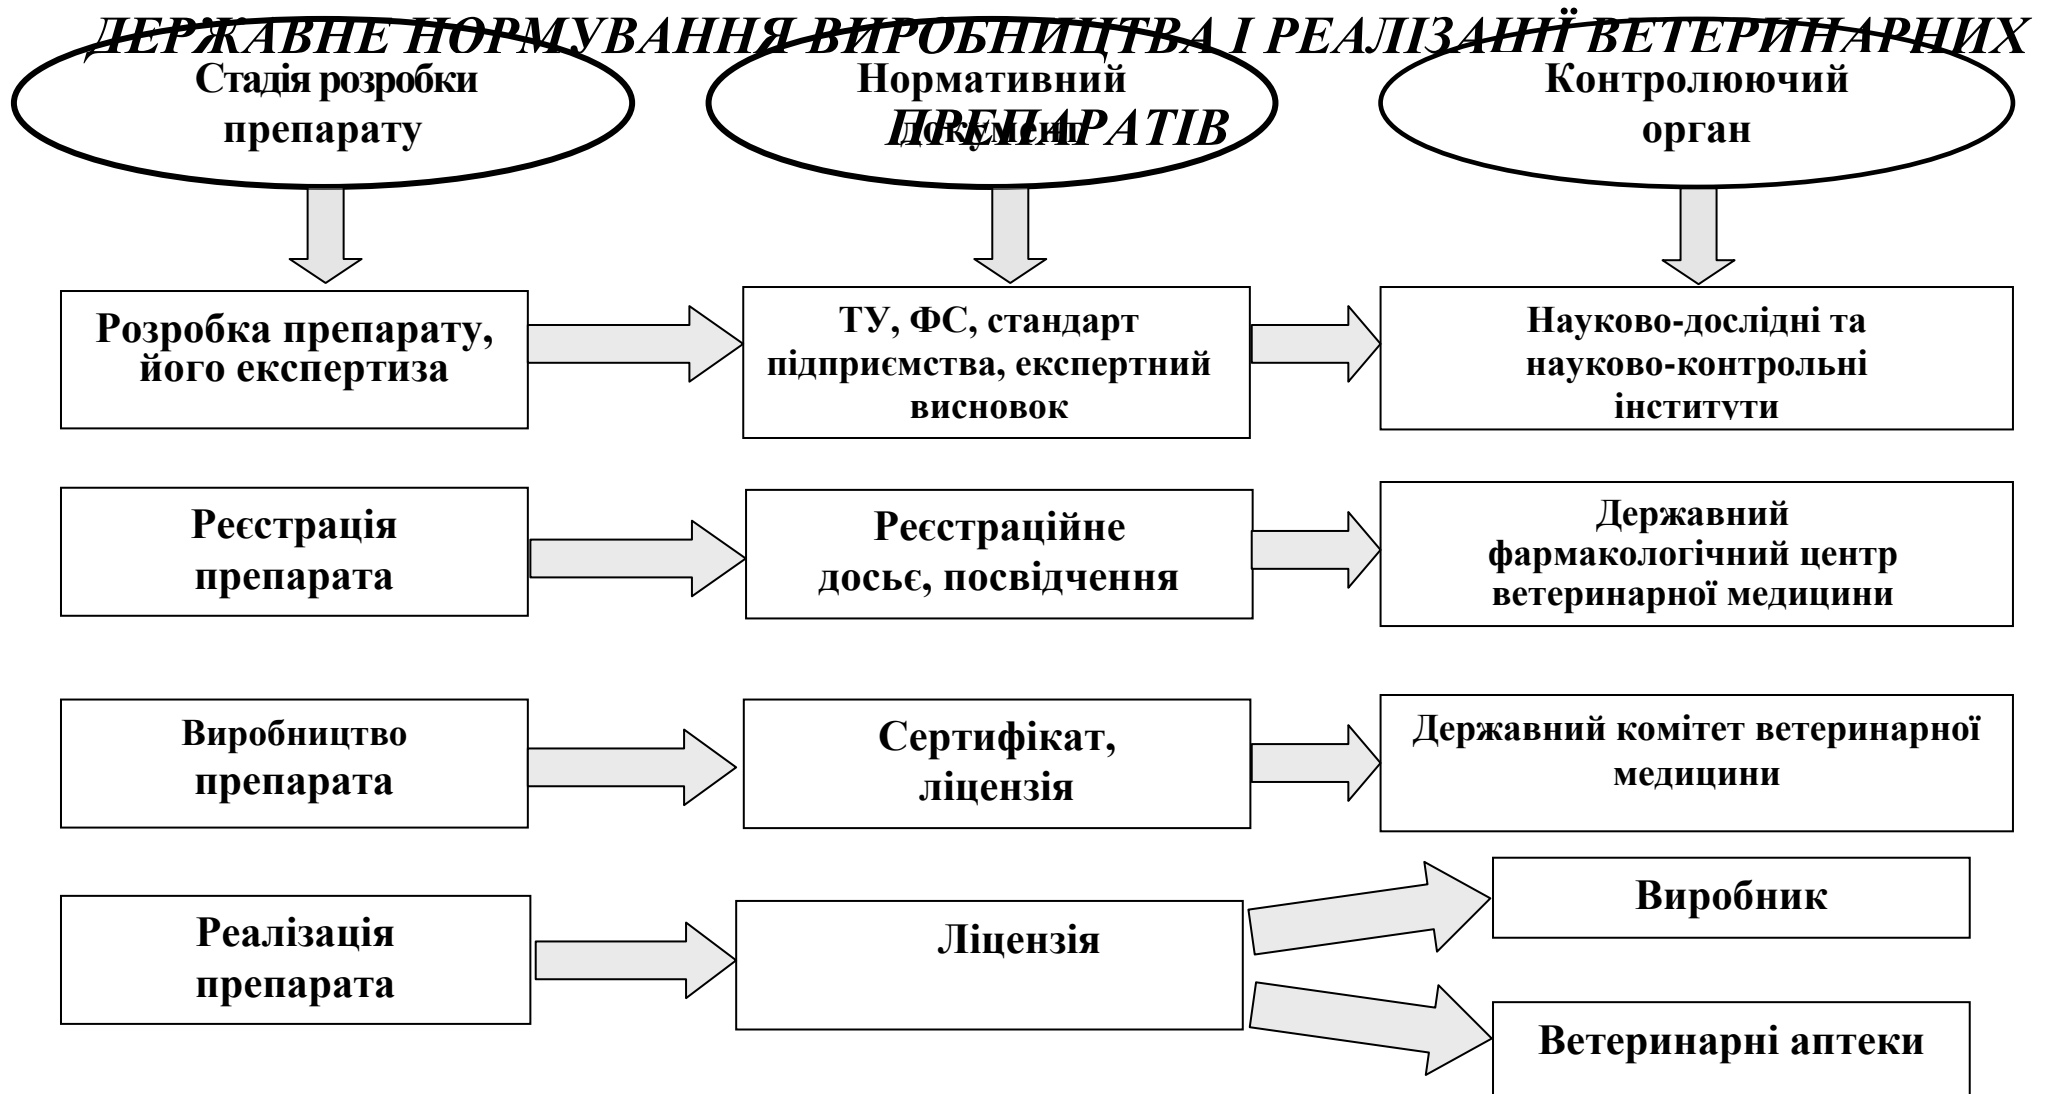 ДЕРЖАВНЕ НОРМУВАННЯ ВИРОБНИЦТВА І РЕАЛІЗАЦІЇ ВЕТЕРИНАРНИХ
ПРЕПАРАТІВ
Стадія розробки
препарату
Нормативний
документ
Контролюючий
орган
Розробка препарату,
його експертиза
ТУ, ФС, стандарт
підприємства, експертний
висновок
Науково-дослідні та
науково-контрольні
інститути
Реєстрація
препарата
Реєстраційне
досьє, посвідчення
Державний
фармакологічний центр
ветеринарної медицини
Виробництво
препарата
Сертифікат,
ліцензія
Державний комітет ветеринарної
медицини
Реалізація
препарата
Ліцензія
Виробник
Ветеринарні аптеки